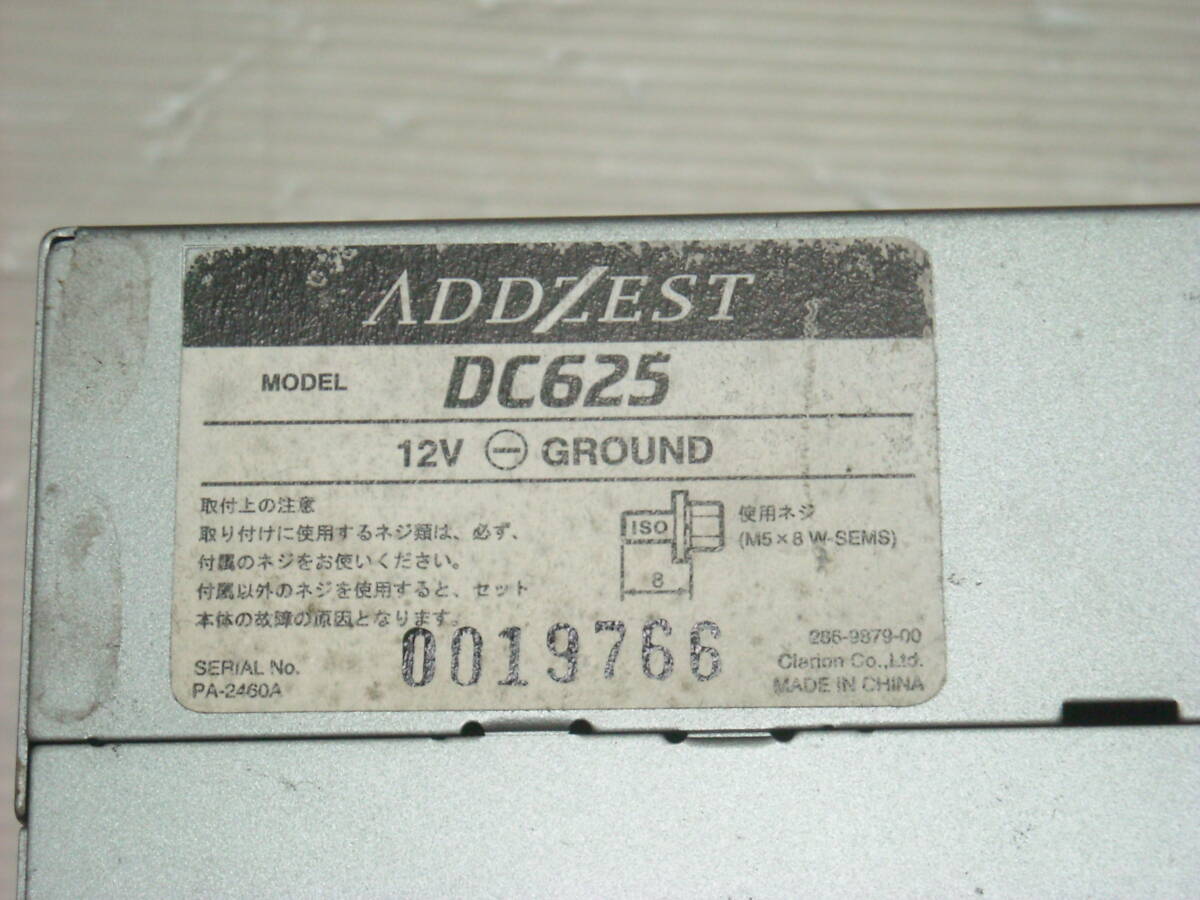 ADDZEST
MODEL DC625
12V ⊖ GROUND
取付上の注意
取り付けに使用するネジ類は、必ず、
付属のネジをお使いください。
付属以外のネジを使用すると、セット
本体の故障の原因となります。
ISO
8
使用ネジ
(M5×8 W-SEMS)
SERIAL No.
PA-2460A
0019766
286-9879-00
Clarion Co.,Ltd.
MADE IN CHINA